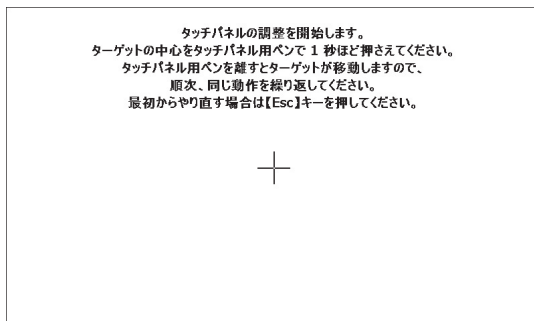 タッチパネルの調整を開始します。
ターゲットの中心をタッチパネル用ペンで 1 秒ほど押さえてください。
タッチパネル用ペンを離すとターゲットが移動しますので、
順次、同じ動作を繰り返してください。
最初からやり直す場合は【Esc】キーを押してください。